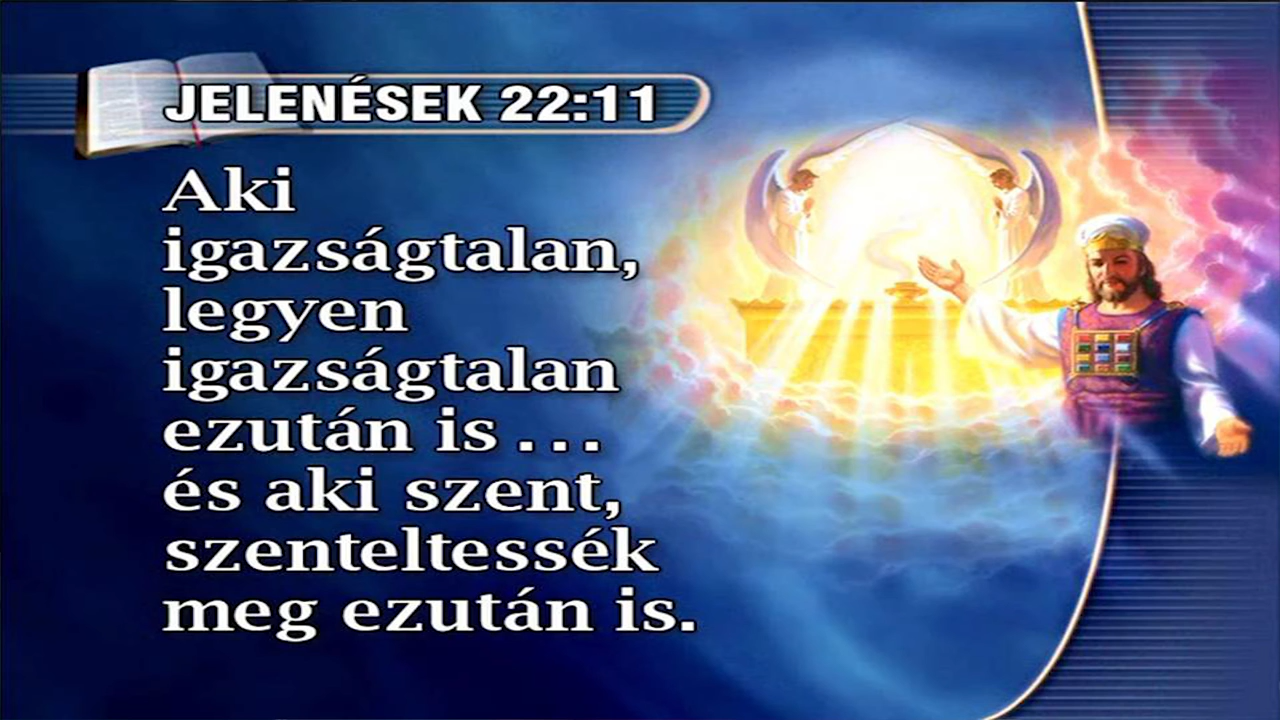 JELENÉSEK 22:11
Aki
igazságtalan,
legyen
igazságtalan
ezután is . . .
és aki szent,
szenteltessék
meg ezután is.